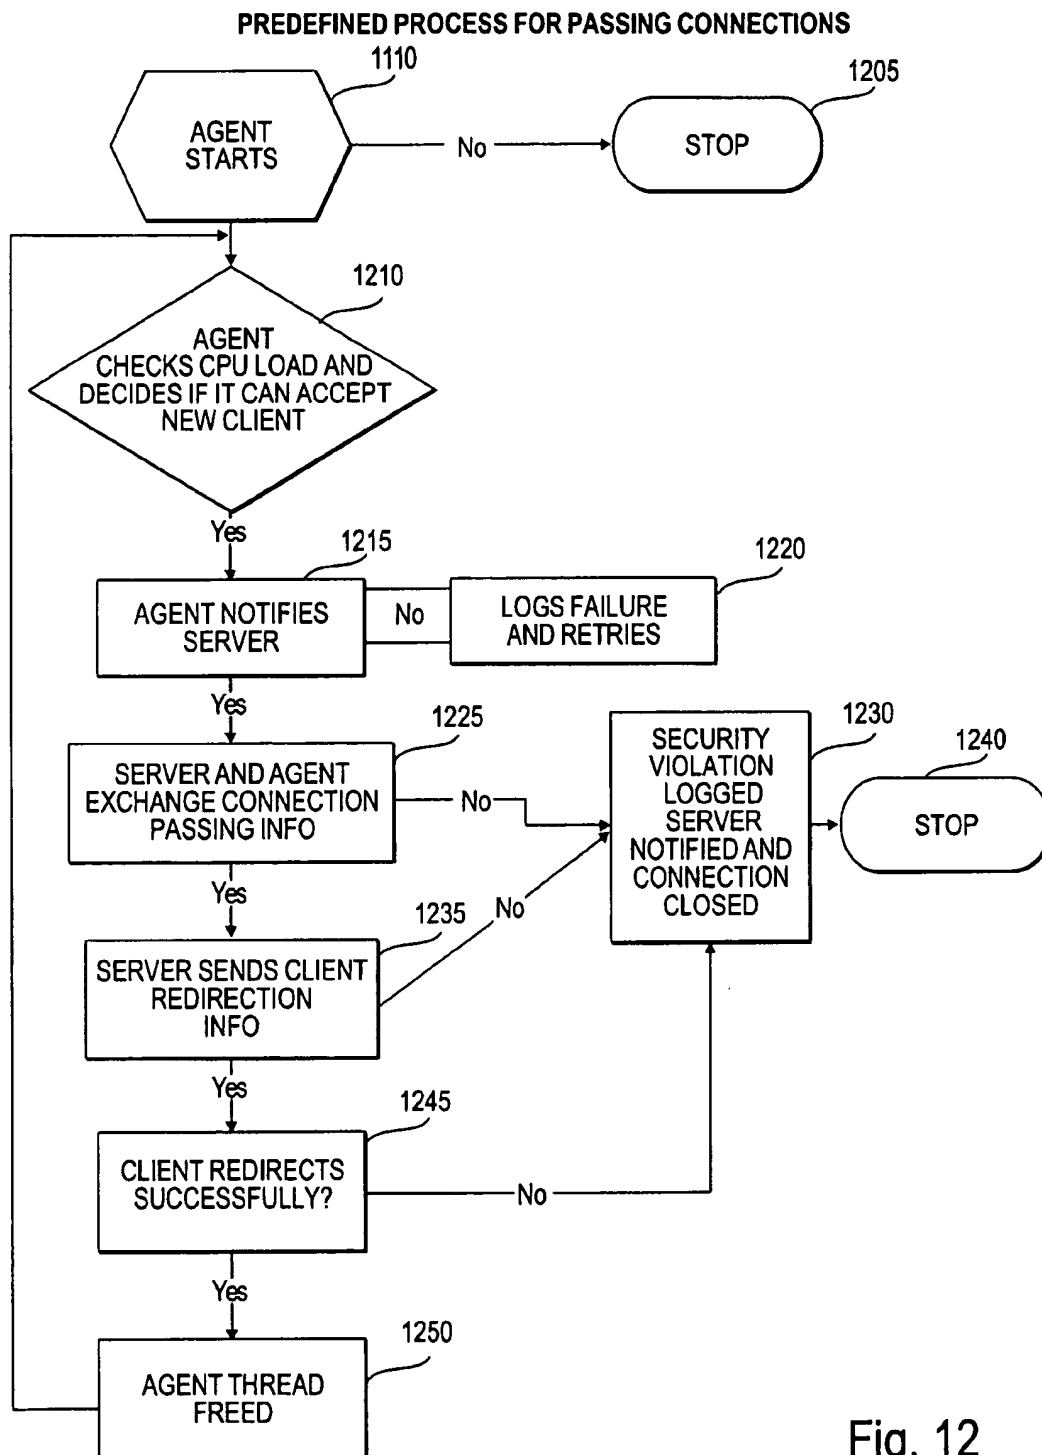 PREDEFINED PROCESS FOR PASSING CONNECTIONS
1110
AGENT
STARTS
No
1205
STOP
1210
AGENT
CHECKS CPU LOAD AND
DECIDES IF IT CAN ACCEPT
NEW CLIENT
Yes
1215
AGENT NOTIFIES
SERVER
No
1220
LOGS FAILURE
AND RETRIES
Yes
1225
SERVER AND AGENT
EXCHANGE CONNECTION
PASSING INFO
No
1230
SECURITY
VIOLATION
LOGGED
SERVER
NOTIFIED AND
CONNECTION
CLOSED
1240
STOP
Yes
1235
SERVER SENDS CLIENT
REDIRECTION
INFO
No
Yes
1245
CLIENT REDIRECTS
SUCCESSFULLY?
No
Yes
1250
AGENT THREAD
FREED
Fig. 12